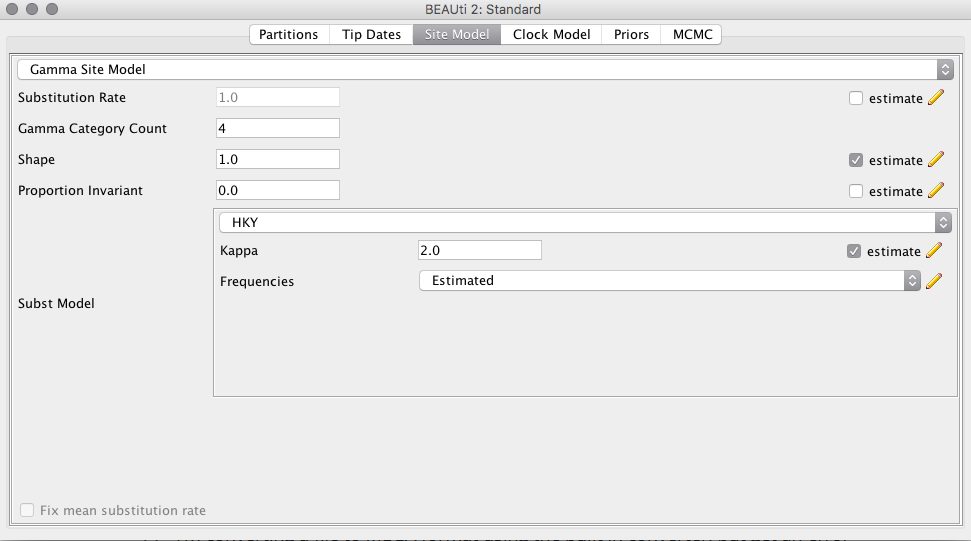 BEAUti 2: Standard
Partitions Tip Dates Site Model Clock Model Priors MCMC
Gamma Site Model
Substitution Rate 1.0 estimate
Gamma Category Count 4
Shape 1.0 estimate
Proportion Invariant 0.0 estimate
HKY
Kappa 2.0 estimate
Frequencies Estimated
Subst Model
Fix mean substitution rate